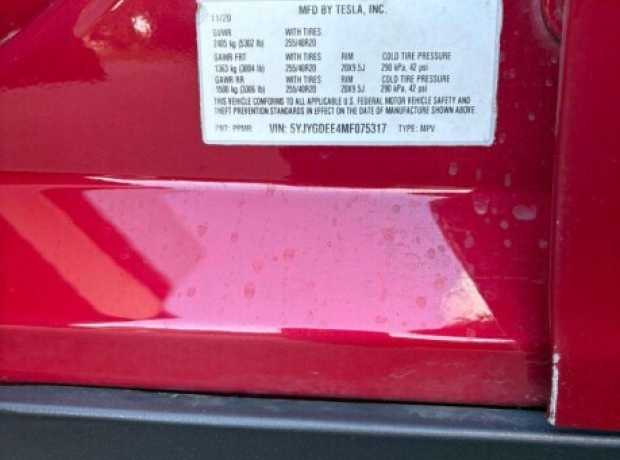 MFD BY TESLA, INC.
11/20
GVWR WITH TIRES
2405 kg (5302 lb) 255/40R20
GAWR FRT WITH TIRES RIM COLD TIRE PRESSURE
1363 kg (3004 lb) 255/40R20 20X9.5J 290 kPa, 42 psi
GAWR RR WITH TIRES RIM COLD TIRE PRESSURE
1500 kg (3306 lb) 255/40R20 20X9.5J 290 kPa, 42 psi
THIS VEHICLE CONFORMS TO ALL APPLICABLE U.S. FEDERAL MOTOR VEHICLE SAFETY AND
THEFT PREVENTION STANDARDS IN EFFECT ON THE DATE OF MANUFACTURE SHOWN ABOVE.
PNT: PPMR VIN: 5YJYGDEE4MF075317 TYPE: MPV